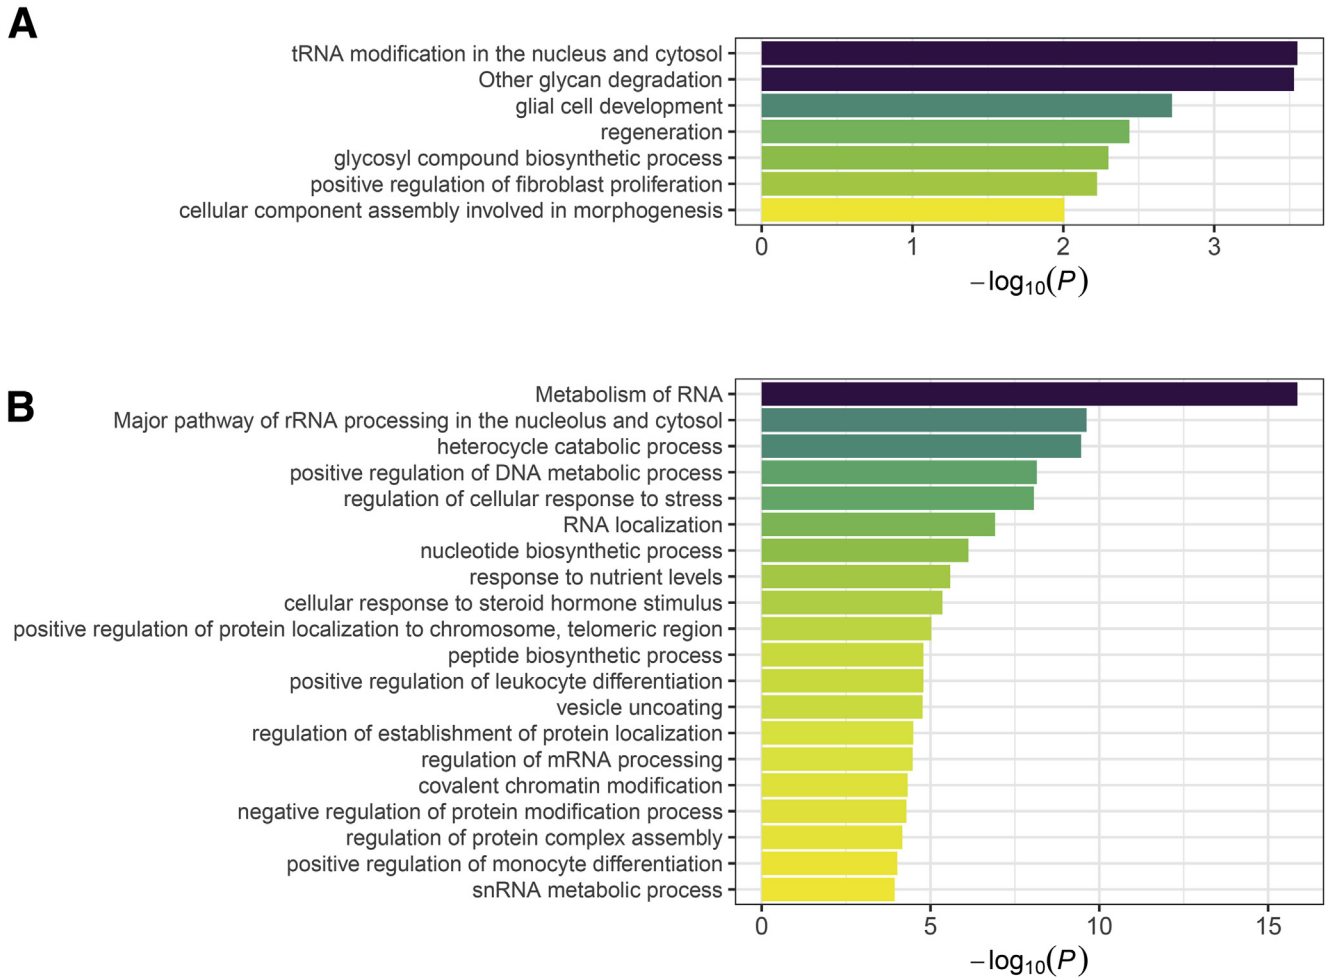 A
tRNA modification in the nucleus and cytosol
Other glycan degradation
glial cell development
regeneration
glycosyl compound biosynthetic process
positive regulation of fibroblast proliferation
cellular component assembly involved in morphogenesis
0 1 2 3
−log₁₀(P)
B
Metabolism of RNA
Major pathway of rRNA processing in the nucleolus and cytosol
heterocycle catabolic process
positive regulation of DNA metabolic process
regulation of cellular response to stress
RNA localization
nucleotide biosynthetic process
response to nutrient levels
cellular response to steroid hormone stimulus
positive regulation of protein localization to chromosome, telomeric region
peptide biosynthetic process
positive regulation of leukocyte differentiation
vesicle uncoating
regulation of establishment of protein localization
regulation of mRNA processing
covalent chromatin modification
negative regulation of protein modification process
regulation of protein complex assembly
positive regulation of monocyte differentiation
snRNA metabolic process
0 5 10 15
−log₁₀(P)